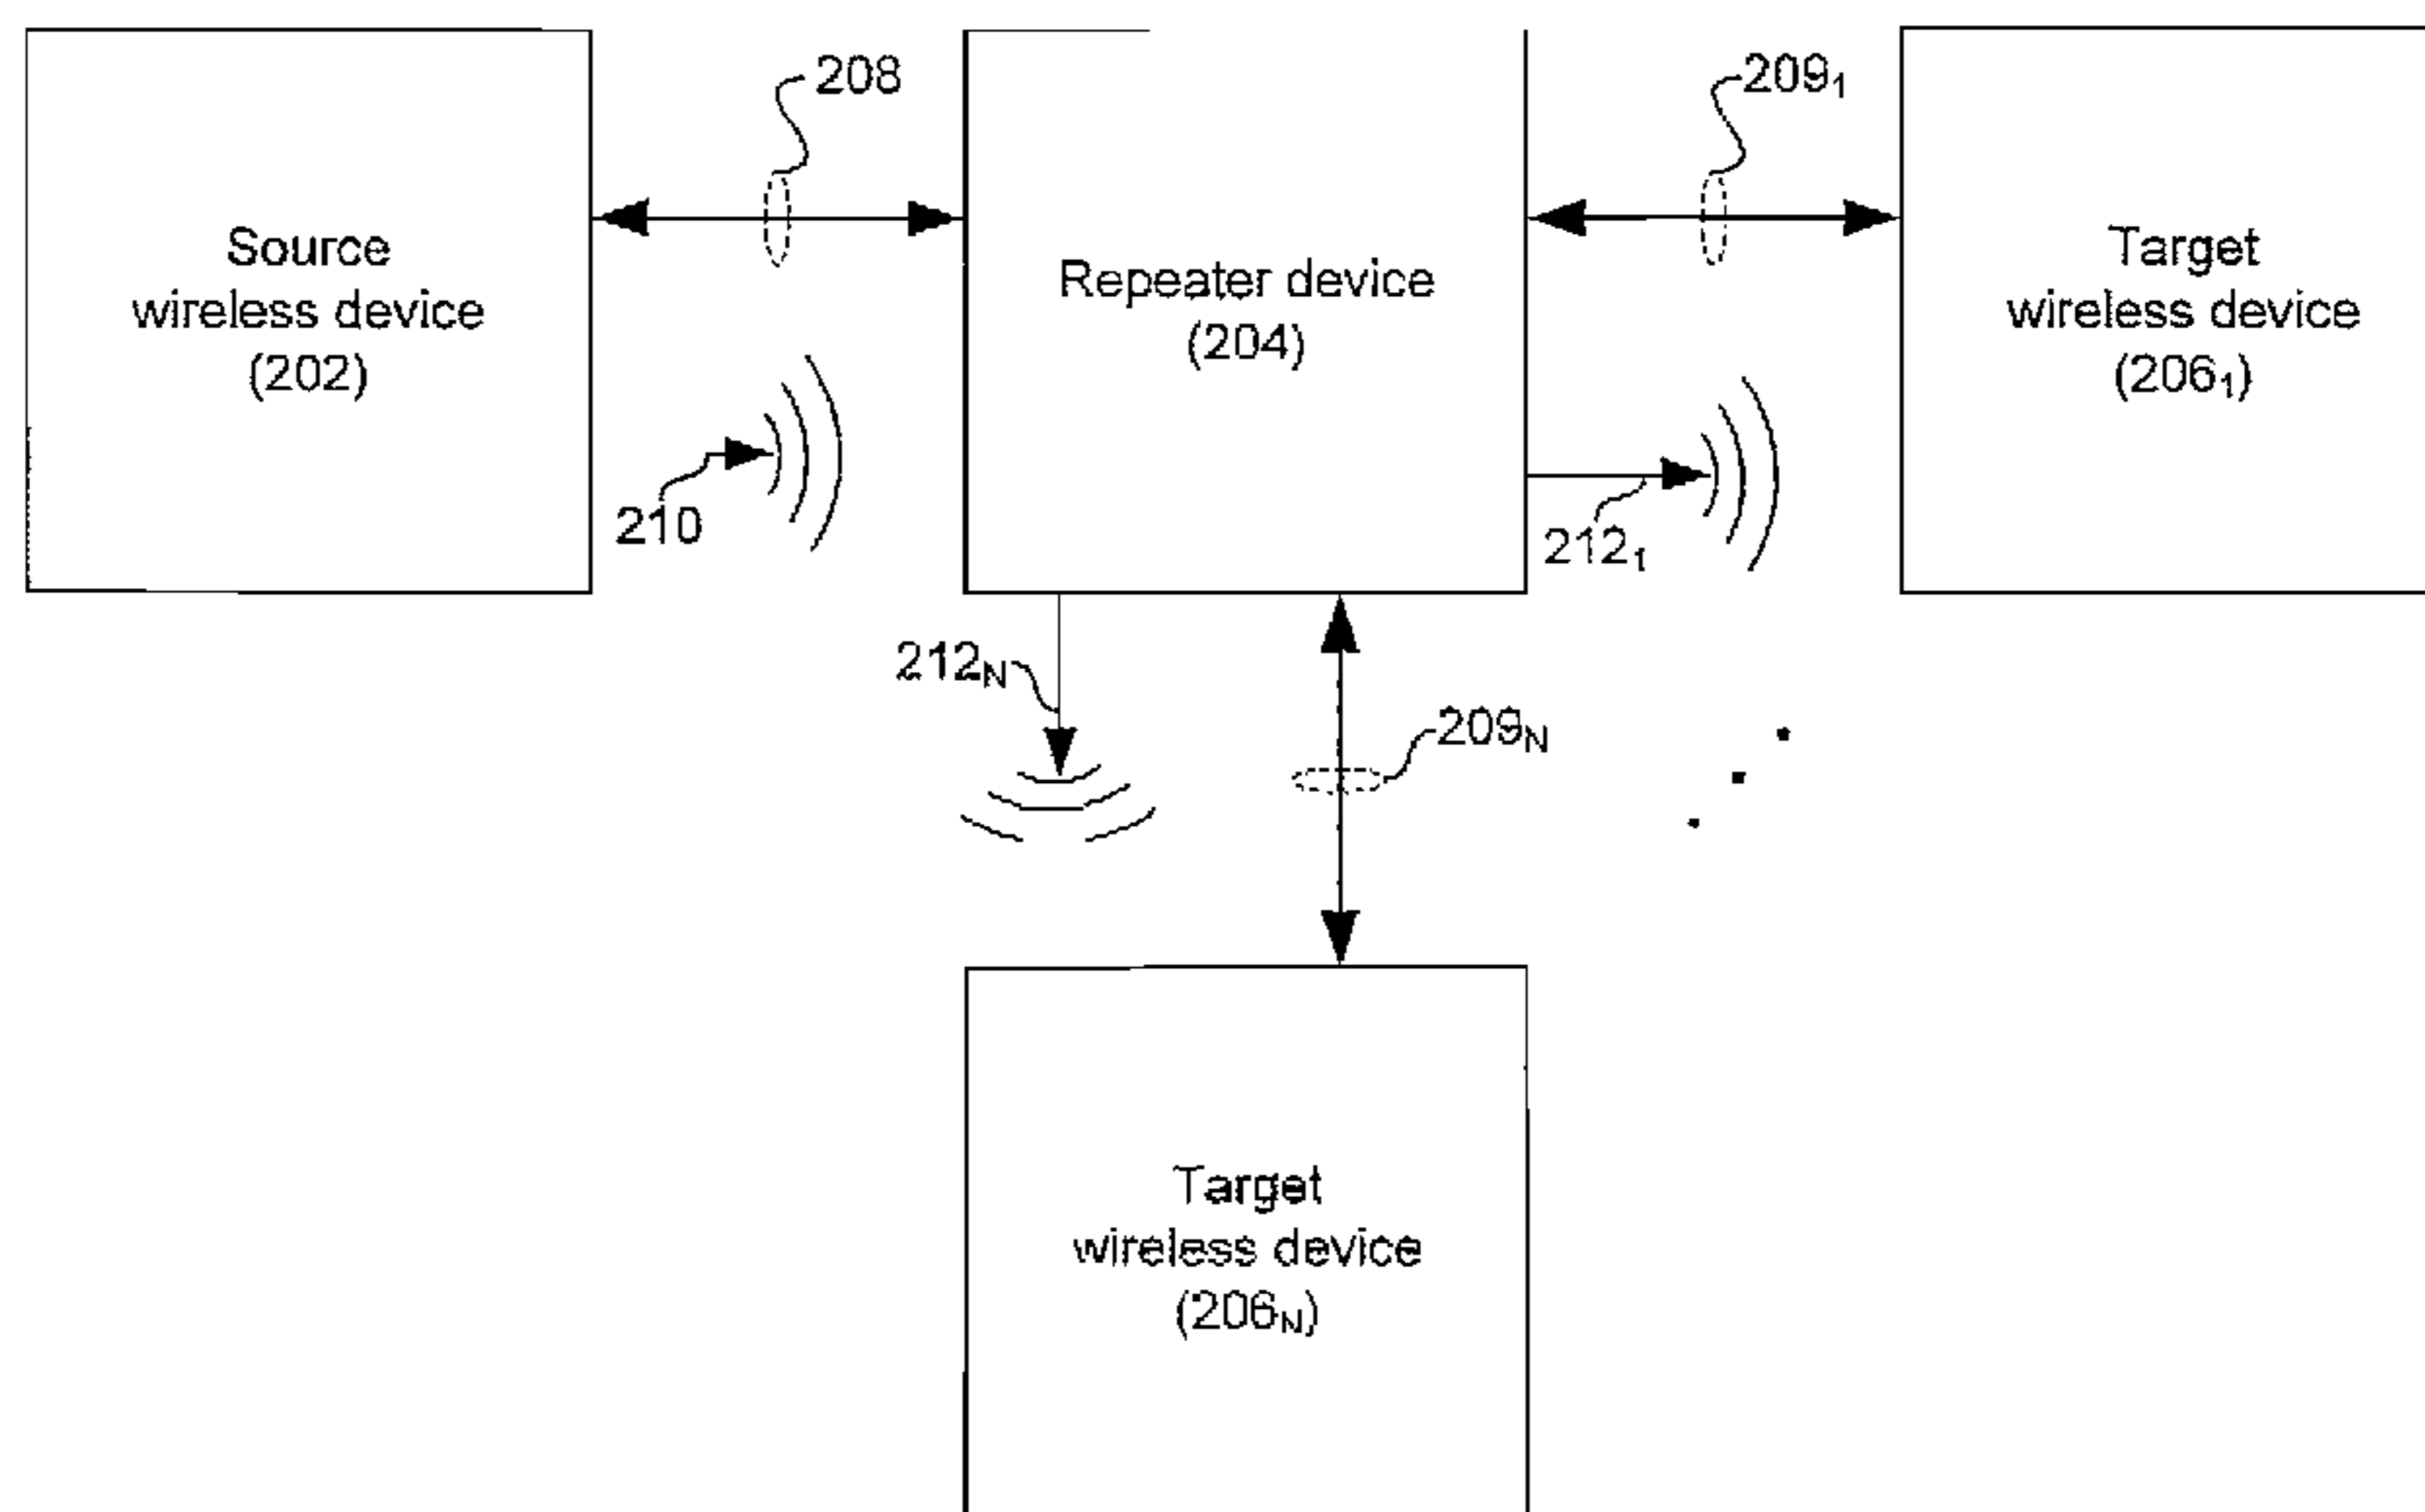 208
209₁
Source
wireless device
(202)
Repeater device
(204)
Target
wireless device
(206₁)
210
212₁
212N
209N
Target
wireless device
(206N)